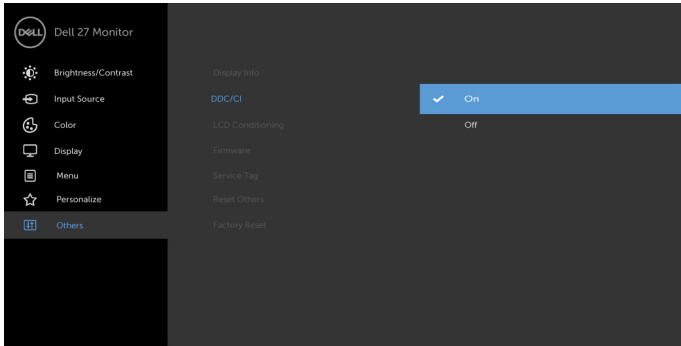 DELL Dell 27 Monitor
Brightness/Contrast
Input Source
Color
Display
Menu
Personalize
Others
Display Info
DDC/CI
LCD Conditioning
Firmware
Service Tag
Reset Others
Factory Reset
On
Off